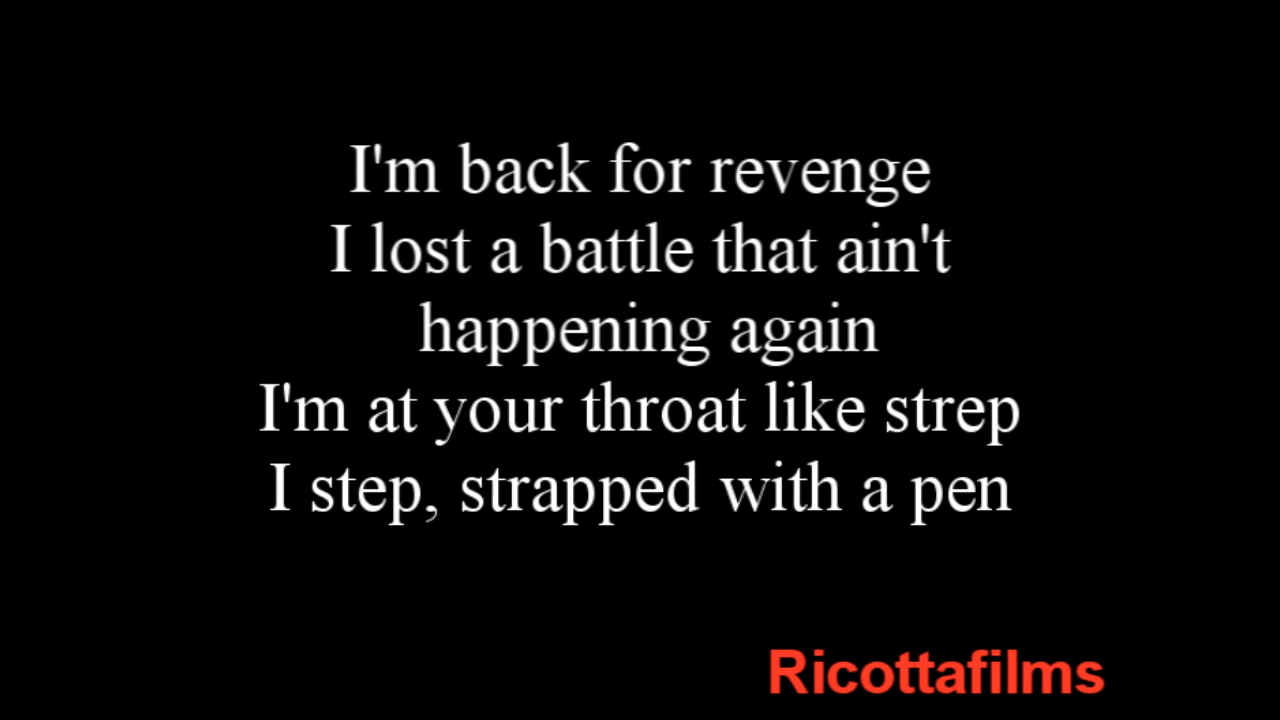 I'm back for revenge
I lost a battle that ain't
happening again
I'm at your throat like strep
I step, strapped with a pen
Ricottafilms